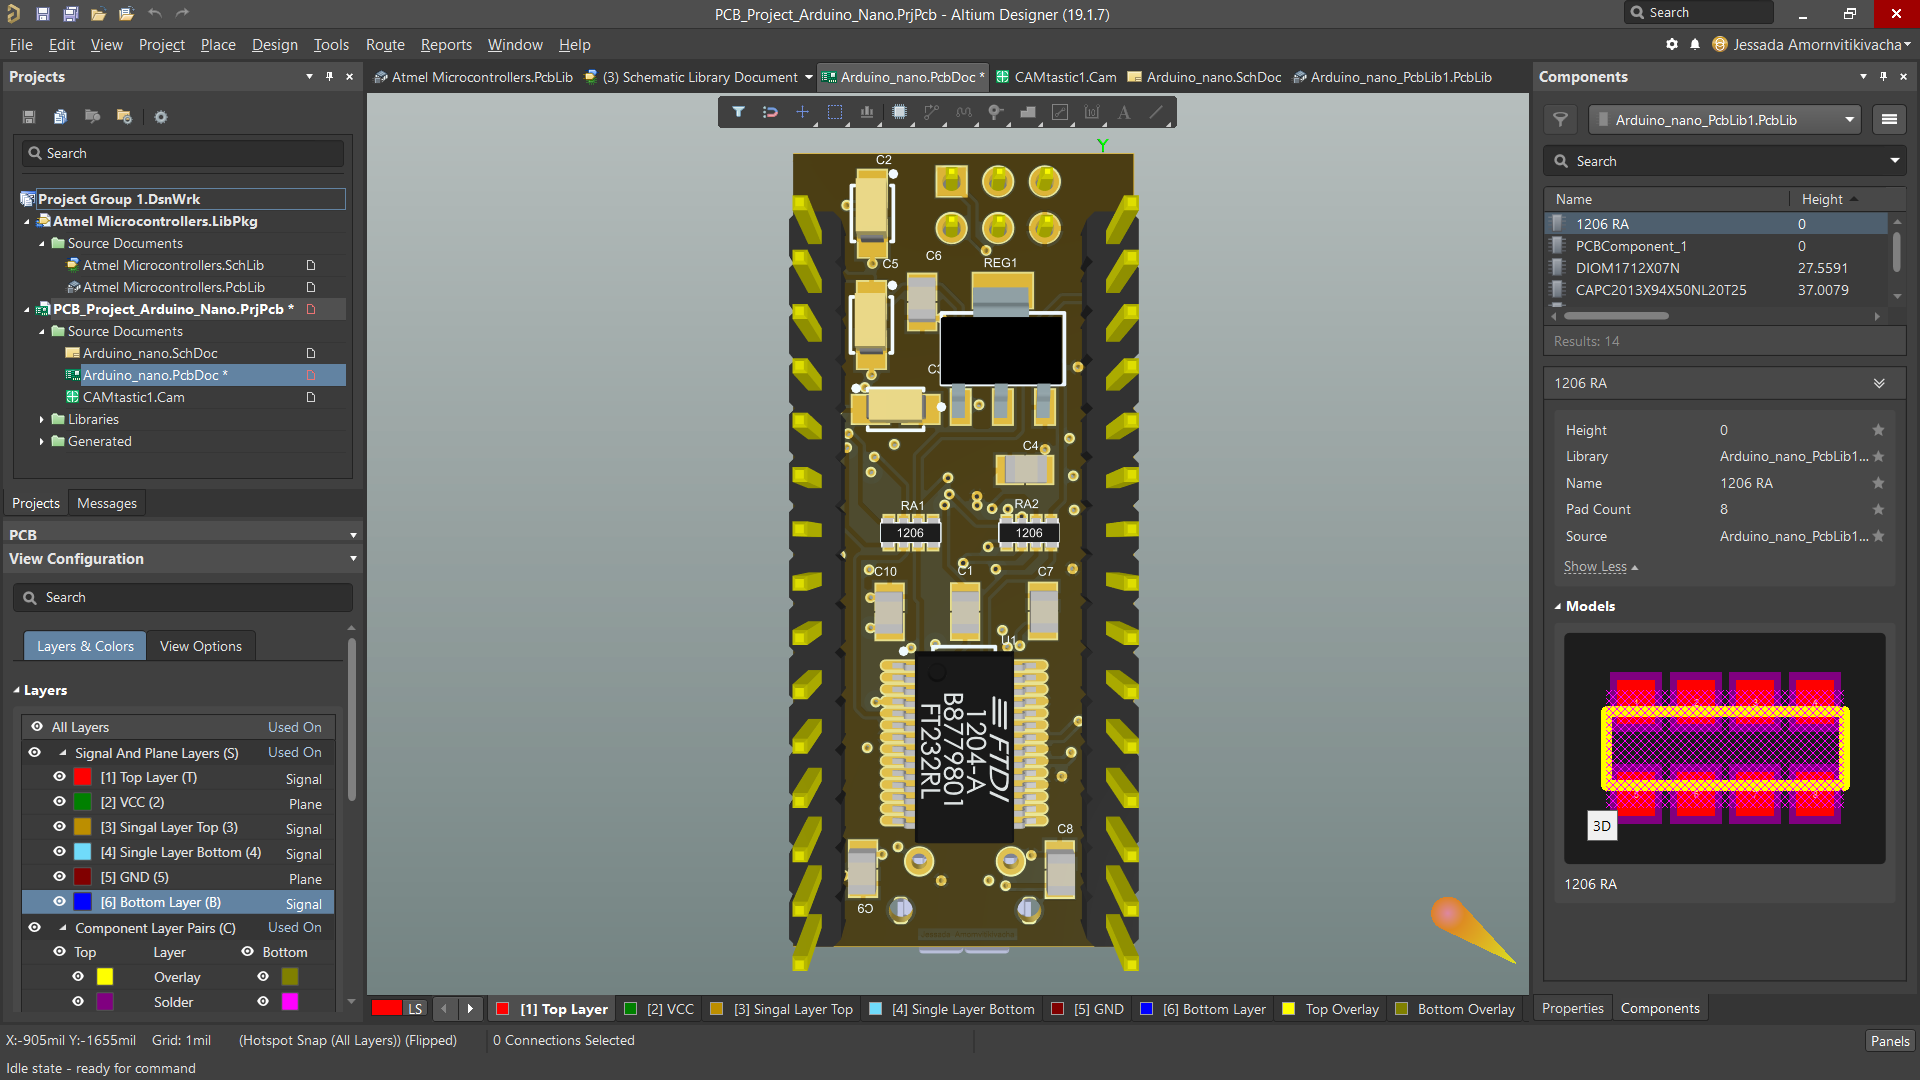 PCB_Project_Arduino_Nano.PrjPcb - Altium Designer (19.1.7)
Search
File Edit View Project Place Design Tools Route Reports Window Help
Jessada Amornvitikivacha
Projects
Search
Project Group 1.DsnWrk
Atmel Microcontrollers.LibPkg
Source Documents
Atmel Microcontrollers.SchLib
Atmel Microcontrollers.PcbLib
PCB_Project_Arduino_Nano.PrjPcb *
Source Documents
Arduino_nano.SchDoc
Arduino_nano.PcbDoc *
CAMtastic1.Cam
Libraries
Generated
Projects Messages
PCB
View Configuration
Search
Layers & Colors View Options
Layers
All Layers Used On
Signal And Plane Layers (S) Used On
[1] Top Layer (T) Signal
[2] VCC (2) Plane
[3] Singal Layer Top (3) Signal
[4] Single Layer Bottom (4) Signal
[5] GND (5) Plane
[6] Bottom Layer (B) Signal
Component Layer Pairs (C) Used On
Top Layer Bottom
Overlay
Solder
Atmel Microcontrollers.PcbLib (3) Schematic Library Document Arduino_nano.PcbDoc * CAMtastic1.Cam Arduino_nano.SchDoc Arduino_nano_PcbLib1.PcbLib
Y
C2
C6
C5
REG1
C4
RA1
RA2
1206
1206
C10
C1
C7
U1
FTDI
1204-A
B8779801
FT232RL
C8
C9
Jessada Amornvitikivacha
LS [1] Top Layer [2] VCC [3] Singal Layer Top [4] Single Layer Bottom [5] GND [6] Bottom Layer Top Overlay Bottom Overlay
Components
Arduino_nano_PcbLib1.PcbLib
Search
Name Height
1206 RA 0
PCBComponent_1 0
DIOM1712X07N 27.5591
CAPC2013X94X50NL20T25 37.0079
Results: 14
1206 RA
Height 0
Library Arduino_nano_PcbLib1...
Name 1206 RA
Pad Count 8
Source Arduino_nano_PcbLib1...
Show Less
Models
3D
1206 RA
Properties Components
X:-905mil Y:-1655mil Grid: 1mil (Hotspot Snap (All Layers)) (Flipped) 0 Connections Selected
Panels
Idle state - ready for command